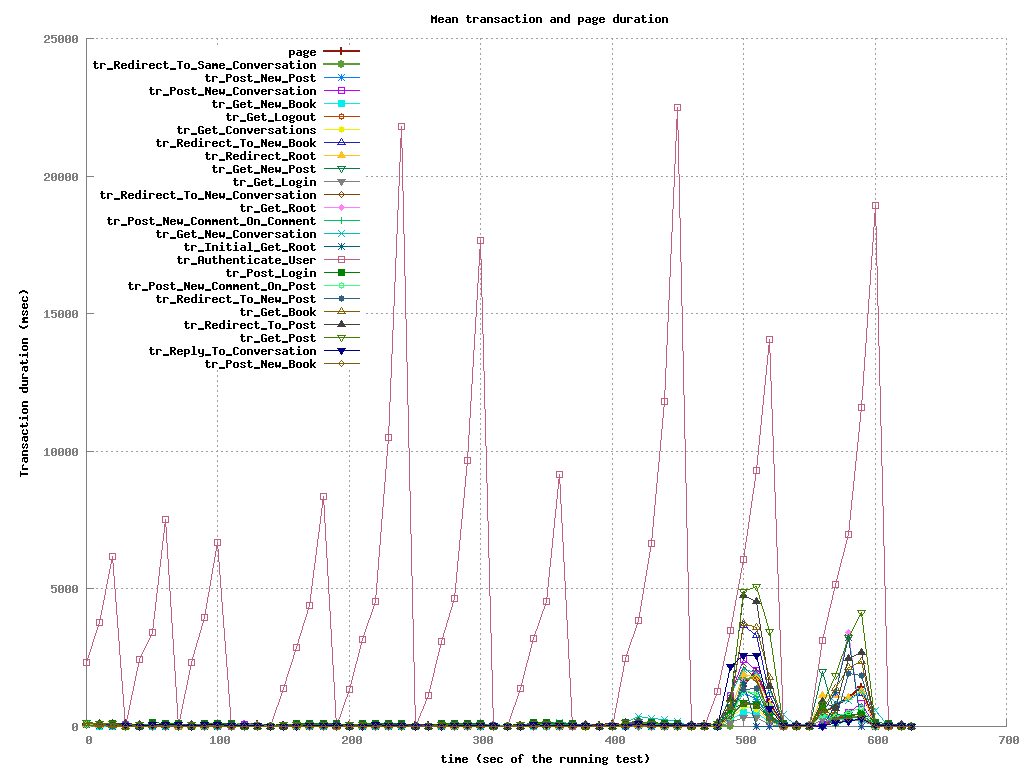 Mean transaction and page duration
25000
20000
15000
10000
5000
0
Transaction duration (msec)
page
tr_Redirect_To_Same_Conversation
tr_Post_New_Post
tr_Post_New_Conversation
tr_Get_New_Book
tr_Get_Logout
tr_Get_Conversations
tr_Redirect_To_New_Book
tr_Redirect_Root
tr_Get_New_Post
tr_Get_Login
tr_Redirect_To_New_Conversation
tr_Get_Root
tr_Post_New_Comment_On_Comment
tr_Get_New_Conversation
tr_Initial_Get_Root
tr_Authenticate_User
tr_Post_Login
tr_Post_New_Comment_On_Post
tr_Redirect_To_New_Post
tr_Get_Book
tr_Redirect_To_Post
tr_Get_Post
tr_Reply_To_Conversation
tr_Post_New_Book
0 100 200 300 400 500 600 700
time (sec of the running test)